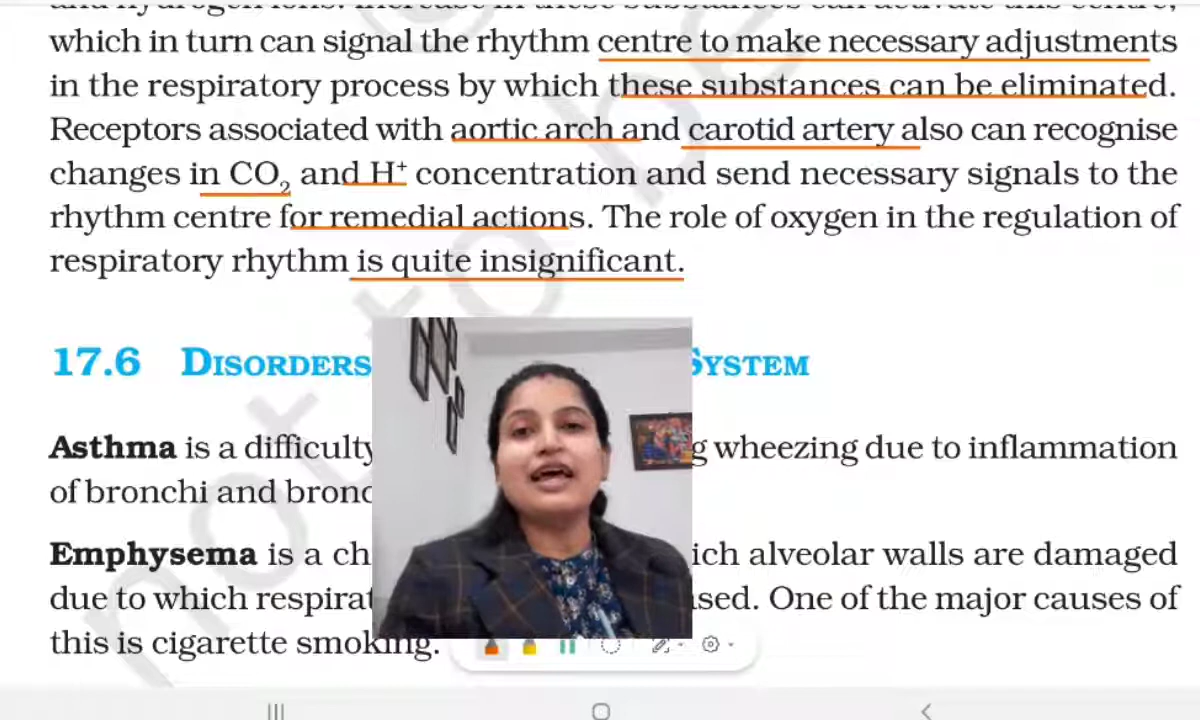 which in turn can signal the rhythm centre to make necessary adjustments
in the respiratory process by which these substances can be eliminated.
Receptors associated with aortic arch and carotid artery also can recognise
changes in CO₂ and H⁺ concentration and send necessary signals to the
rhythm centre for remedial actions. The role of oxygen in the regulation of
respiratory rhythm is quite insignificant.
17.6 DISORDERS SYSTEM
Asthma is a difficulty wheezing due to inflammation
of bronchi and
Emphysema is a alveolar walls are damaged
due to which One of the major causes of
this is cigarette smoking.
not to be